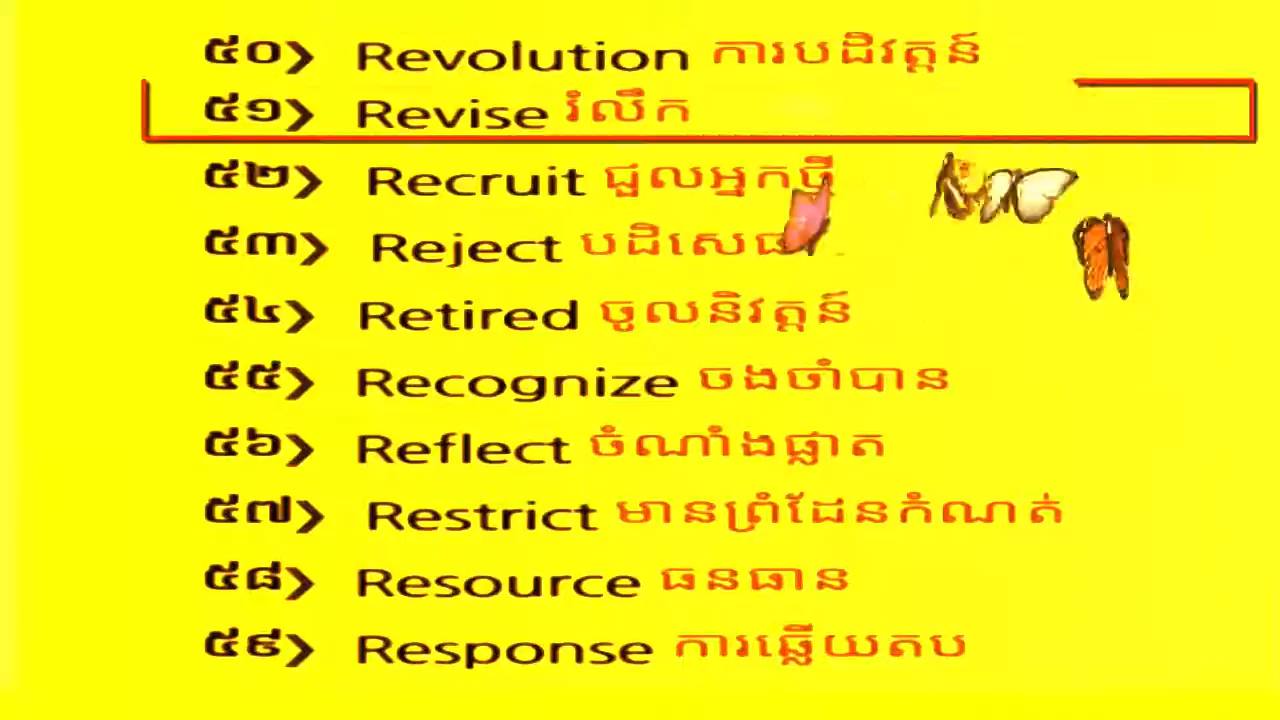 ៥០> Revolution ការបដិវត្តន៍
៥១> Revise រំលឹក
៥២> Recruit ជួលអ្នកថ្មី
៥៣> Reject បដិសេធ
៥៤> Retired ចូលនិវត្តន៍
៥៥> Recognize ចងចាំបាន
៥៦> Reflect ចំណាំងផ្លាត
៥៧> Restrict មានព្រំដែនកំណត់
៥៨> Resource ធនធាន
៥៩> Response ការឆ្លើយតប